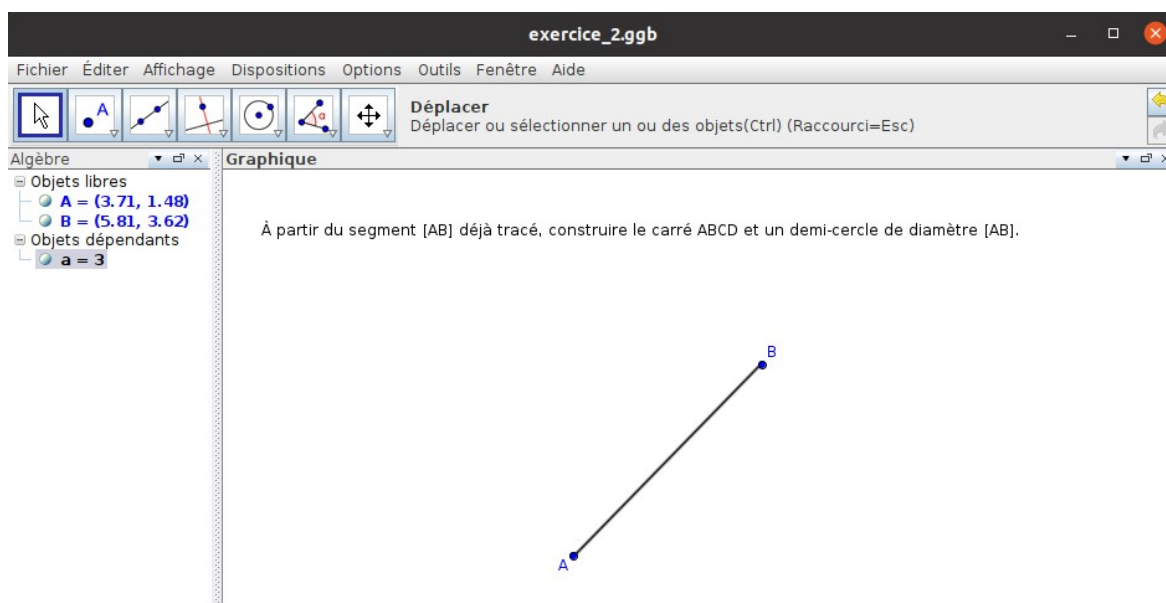 exercice_2.ggb
Fichier Éditer Affichage Dispositions Options Outils Fenêtre Aide
A
α
Déplacer
Déplacer ou sélectionner un ou des objets(Ctrl) (Raccourci=Esc)
Algèbre
Graphique
Objets libres
A = (3.71, 1.48)
B = (5.81, 3.62)
Objets dépendants
a = 3
À partir du segment [AB] déjà tracé, construire le carré ABCD et un demi-cercle de diamètre [AB].
B
A